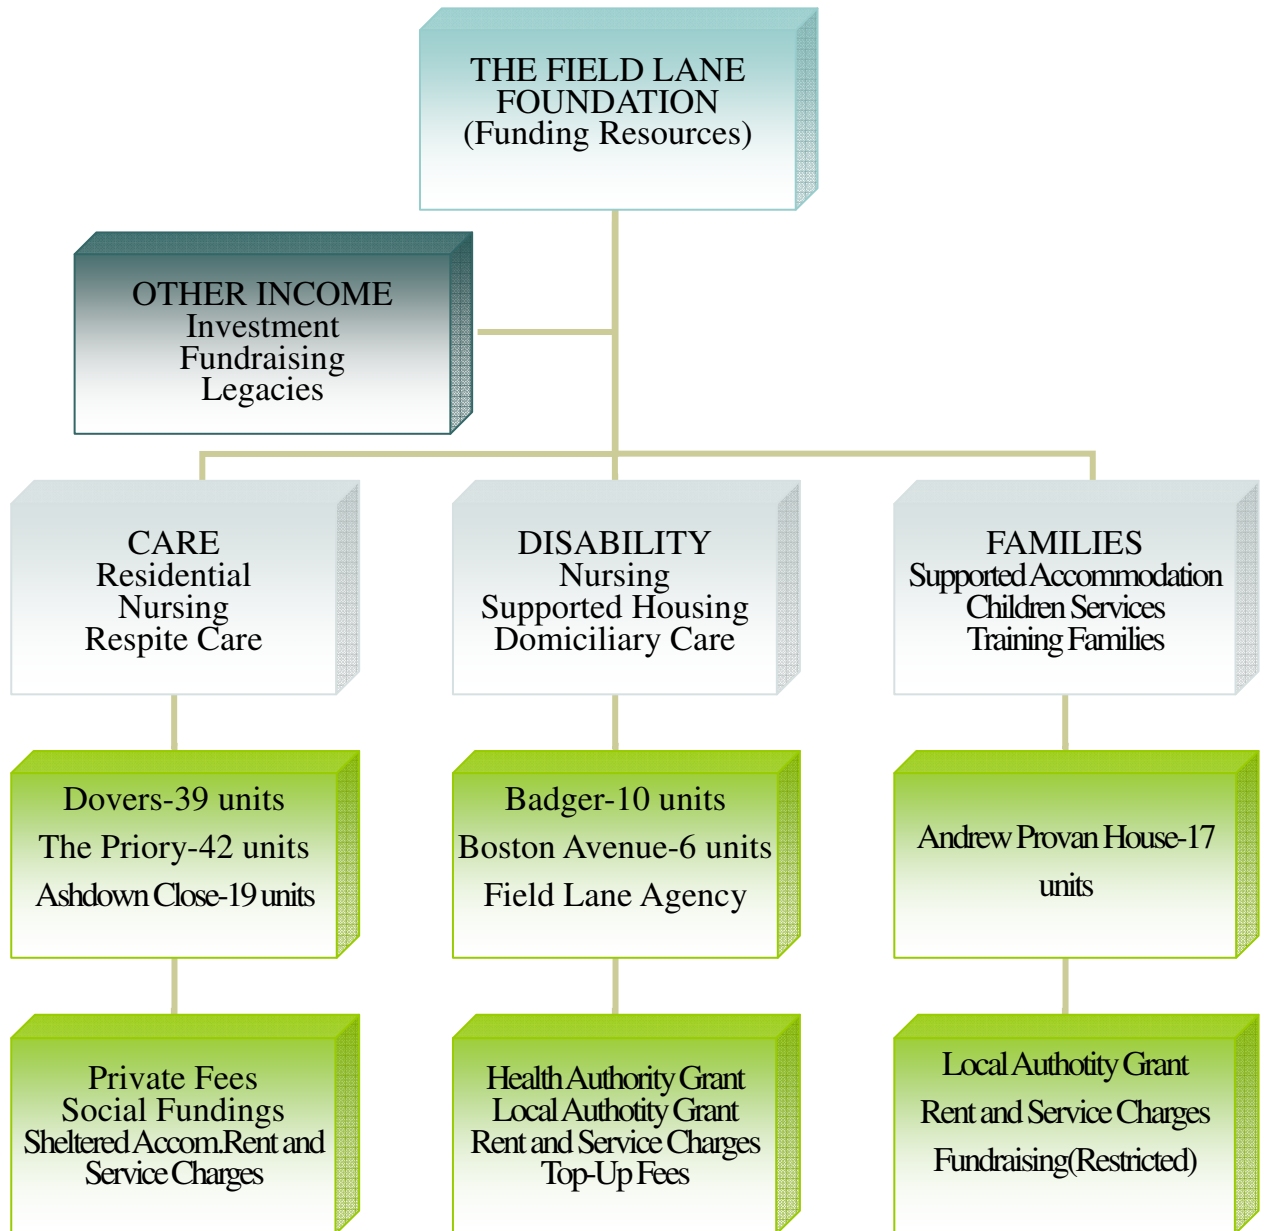 THE FIELD LANE
FOUNDATION
(Funding Resources)
OTHER INCOME
Investment
Fundraising
Legacies
CARE
Residential
Nursing
Respite Care
DISABILITY
Nursing
Supported Housing
Domiciliary Care
FAMILIES
Supported Accommodation
Children Services
Training Families
Dovers-39 units
The Priory-42 units
Ashdown Close-19 units
Badger-10 units
Boston Avenue-6 units
Field Lane Agency
Andrew Provan House-17
units
Private Fees
Social Fundings
Sheltered Accom.Rent and
Service Charges
Health Authority Grant
Local Authotity Grant
Rent and Service Charges
Top-Up Fees
Local Authotity Grant
Rent and Service Charges
Fundraising(Restricted)